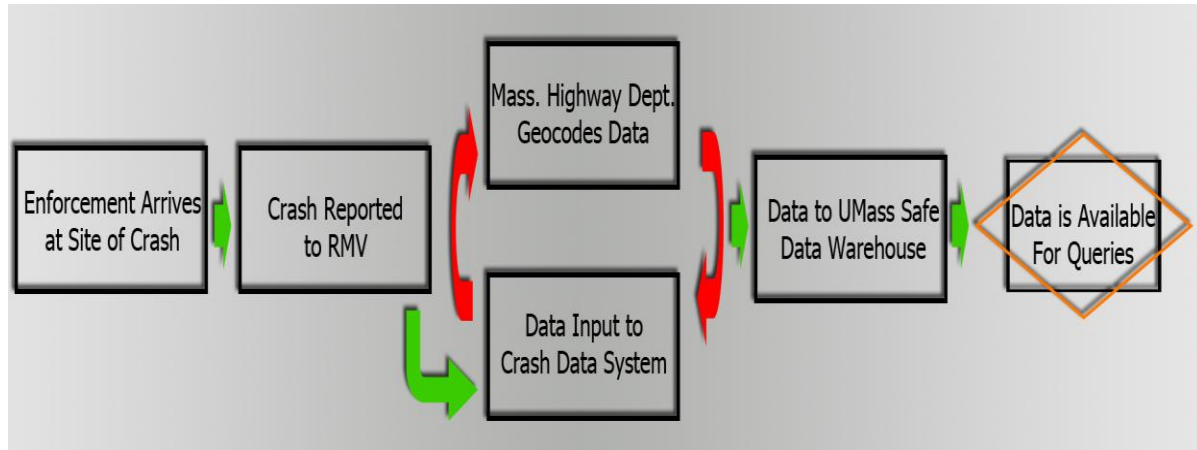 Enforcement Arrives
at Site of Crash
Crash Reported
to RMV
Mass. Highway Dept.
Geocodes Data
Data Input to
Crash Data System
Data to UMass Safe
Data Warehouse
Data is Available
For Queries